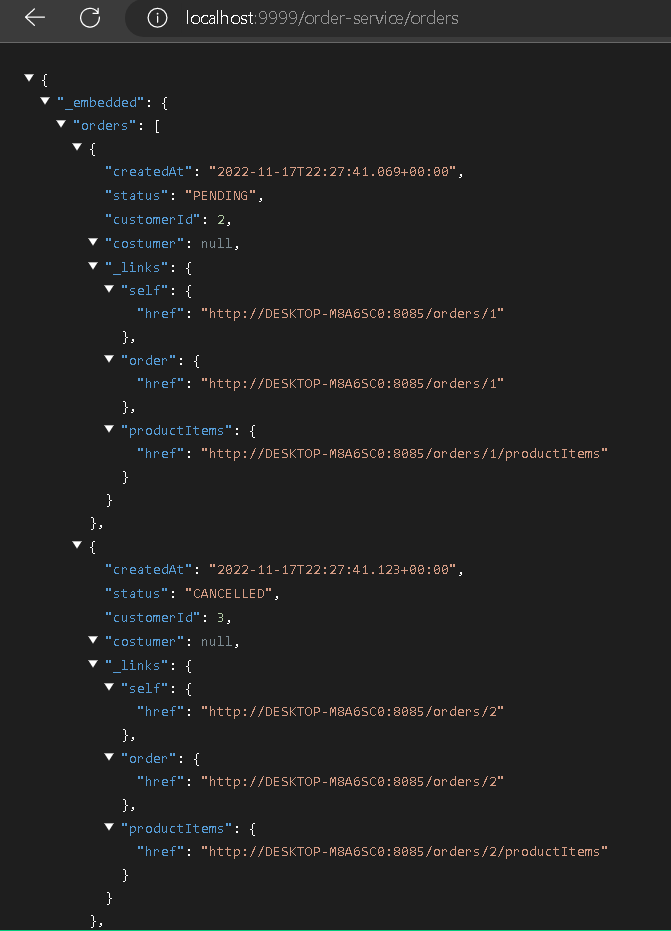 localhost:9999/order-service/orders
{
"_embedded": {
"orders": [
{
"createdAt": "2022-11-17T22:27:41.069+00:00",
"status": "PENDING",
"customerId": 2,
"costumer": null,
"_links": {
"self": {
"href": "http://DESKTOP-M8A6SC0:8085/orders/1"
},
"order": {
"href": "http://DESKTOP-M8A6SC0:8085/orders/1"
},
"productItems": {
"href": "http://DESKTOP-M8A6SC0:8085/orders/1/productItems"
}
}
},
{
"createdAt": "2022-11-17T22:27:41.123+00:00",
"status": "CANCELLED",
"customerId": 3,
"costumer": null,
"_links": {
"self": {
"href": "http://DESKTOP-M8A6SC0:8085/orders/2"
},
"order": {
"href": "http://DESKTOP-M8A6SC0:8085/orders/2"
},
"productItems": {
"href": "http://DESKTOP-M8A6SC0:8085/orders/2/productItems"
}
}
},